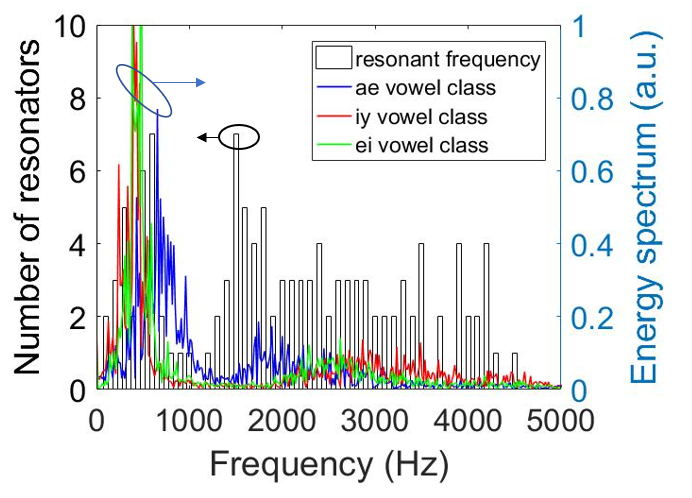 Number of resonators
10
8
6
4
2
0
resonant frequency
ae vowel class
iy vowel class
ei vowel class
1
0.8
0.6
0.4
0.2
0
Energy spectrum (a.u.)
0 1000 2000 3000 4000 5000
Frequency (Hz)